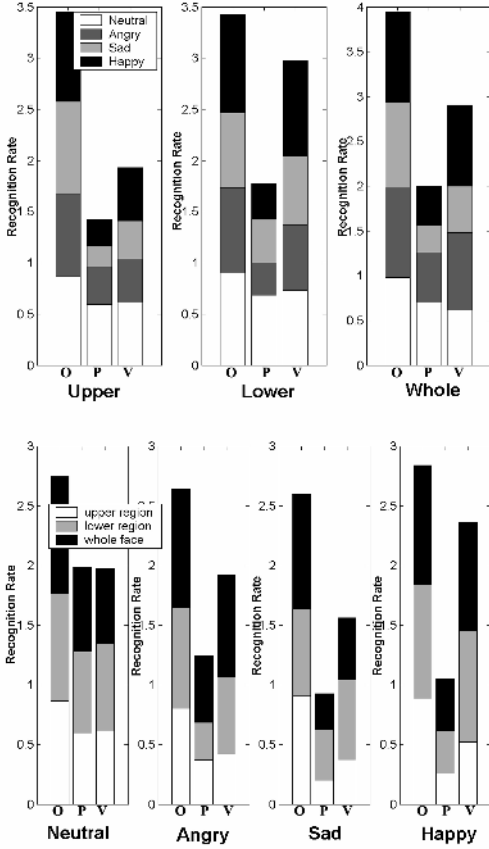 3.5 3.5 4
Neutral
Angry
Sad
Happy
3 3 3.5
2.5 2.5 3
2 2 2.5
Recognition Rate Recognition Rate Recognition Rate
2
1.5 1.5 1.5
1 1 1
0.5 0.5 0.5
0 0 0
O P V O P V O P V
Upper Lower Whole
3 3 3 3
2.5 2.5 2.5 2.5
upper region
lower region
whole face
2 2 2 2
Recognition Rate Recognition Rate Recognition Rate Recognition Rate
1.5 1.5 1.5 1.5
1 1 1 1
0.5 0.5 0.5 0.5
0 0 0 0
O P V O P V O P V O P V
Neutral Angry Sad Happy